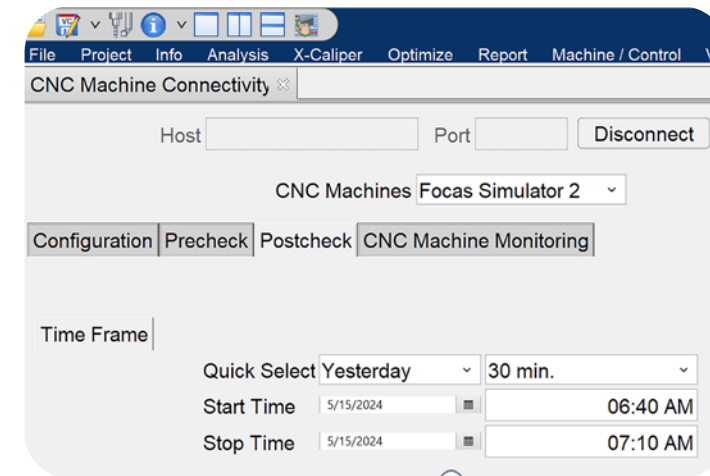 File Project Info Analysis X-Caliper Optimize Report Machine / Control
CNC Machine Connectivity
Host Port Disconnect
CNC Machines Focas Simulator 2
Configuration Precheck Postcheck CNC Machine Monitoring
Time Frame
Quick Select Yesterday 30 min.
Start Time 5/15/2024 06:40 AM
Stop Time 5/15/2024 07:10 AM